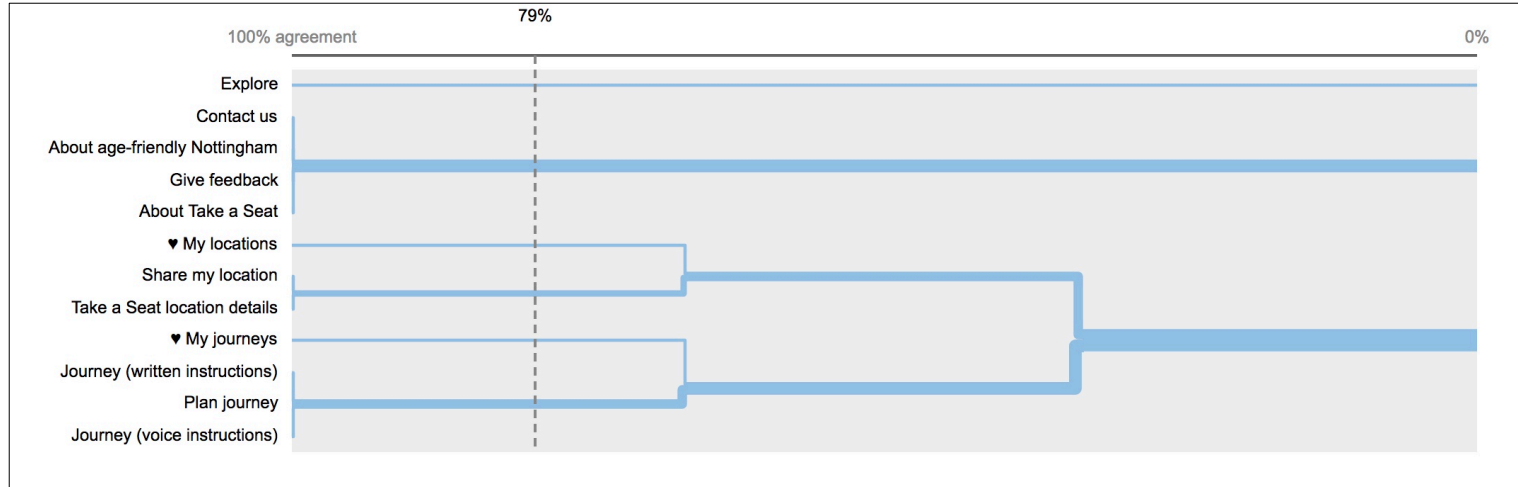 79%
100% agreement
0%
Explore
Contact us
About age-friendly Nottingham
Give feedback
About Take a Seat
♥ My locations
Share my location
Take a Seat location details
♥ My journeys
Journey (written instructions)
Plan journey
Journey (voice instructions)